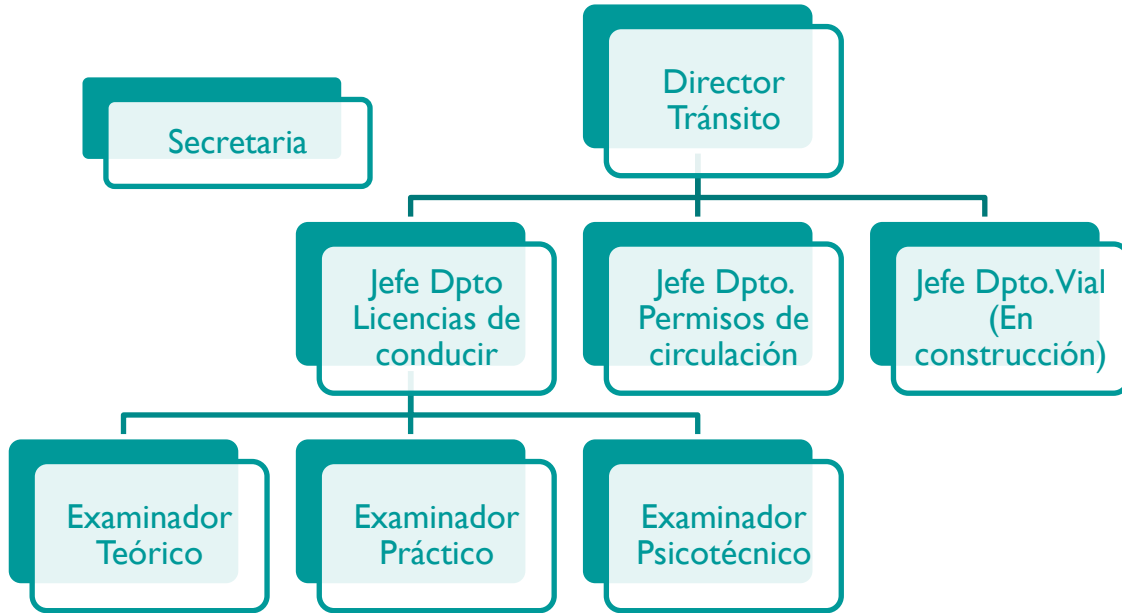 Director
Tránsito
Secretaria
Jefe Dpto
Licencias de
conducir
Jefe Dpto.
Permisos de
circulación
Jefe Dpto. Vial
(En
construcción)
Examinador
Teórico
Examinador
Práctico
Examinador
Psicotécnico